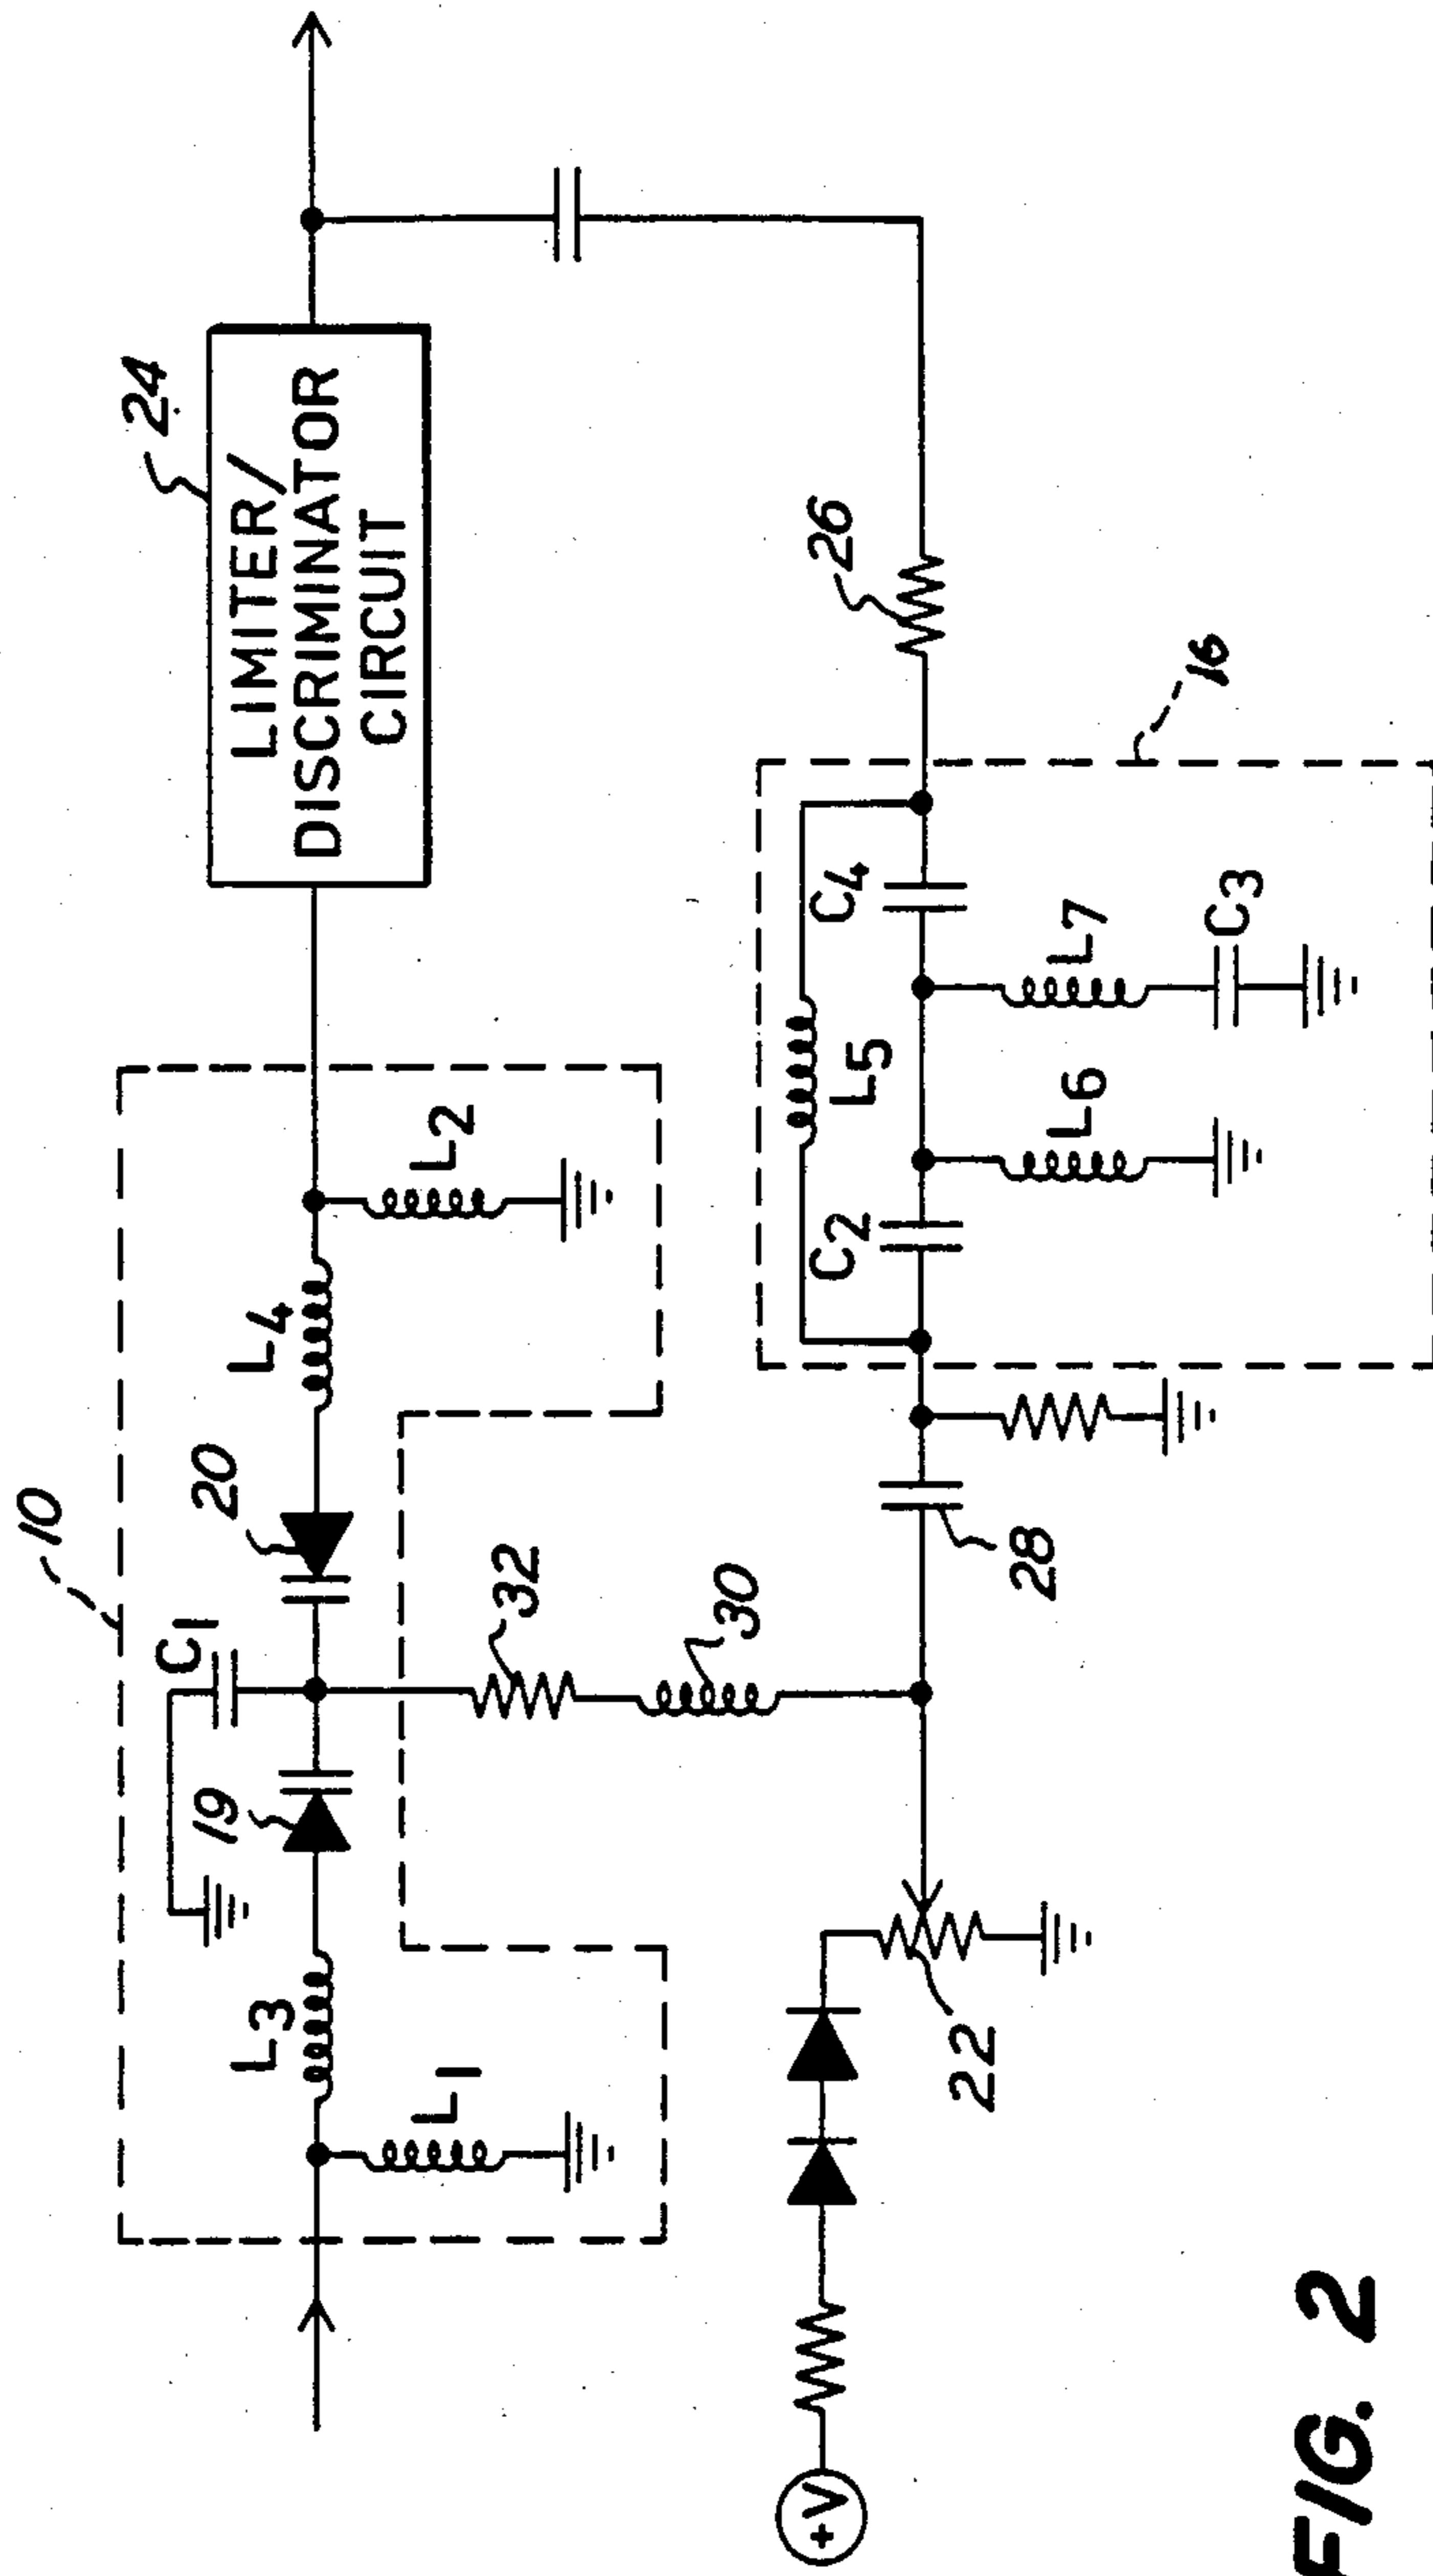 10
L3
19
C1
20
L4
L1
L2
24
LIMITER/
DISCRIMINATOR
CIRCUIT
32
30
+V
22
28
C2
L5
C4
L6
L7
C3
26
16
FIG. 2